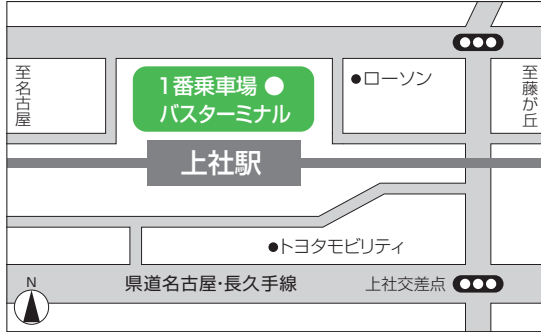 至名古屋
1番乗車場
バスターミナル
●ローソン
至藤が丘
上社駅
●トヨタモビリティ
県道名古屋・長久手線
上社交差点
N